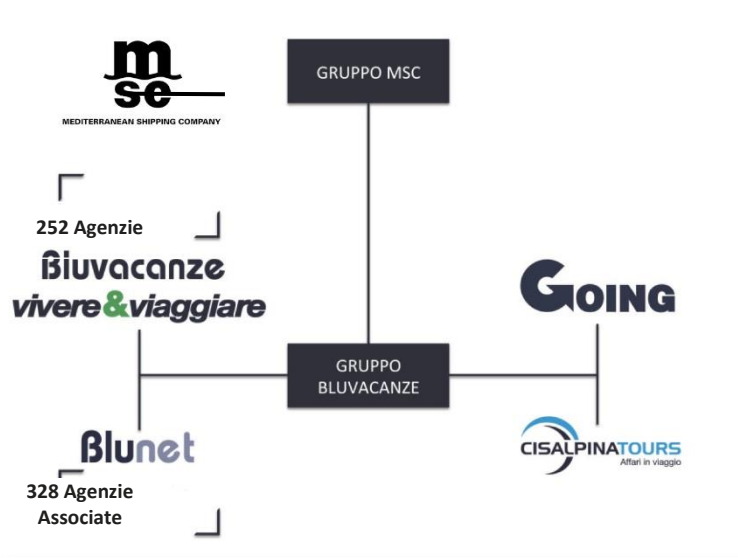 msc
MEDITERRANEAN SHIPPING COMPANY
GRUPPO MSC
252 Agenzie
Bluvacanze
vivere&viaggiare
GOING
GRUPPO
BLUVACANZE
Blunet
CISALPINATOURS
Affari in viaggio
328 Agenzie
Associate